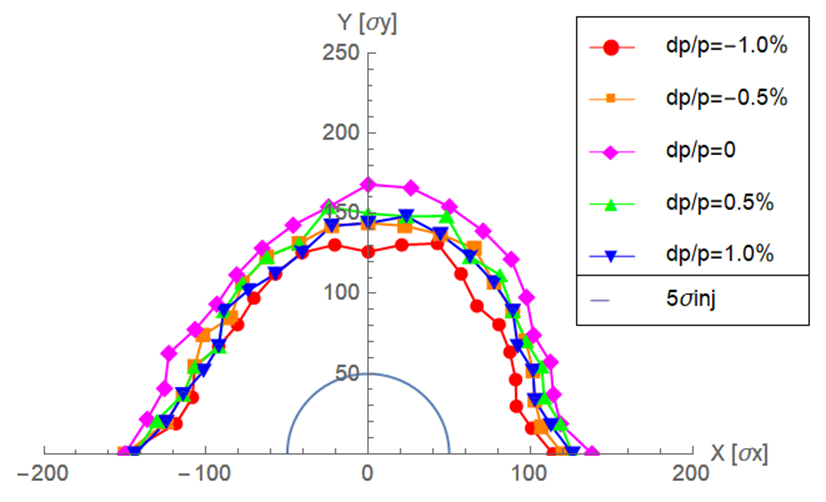 Y [σy]
250
200
150
100
50
−200
−100
0
100
200
X [σx]
dp/p=−1.0%
dp/p=−0.5%
dp/p=0
dp/p=0.5%
dp/p=1.0%
5σinj